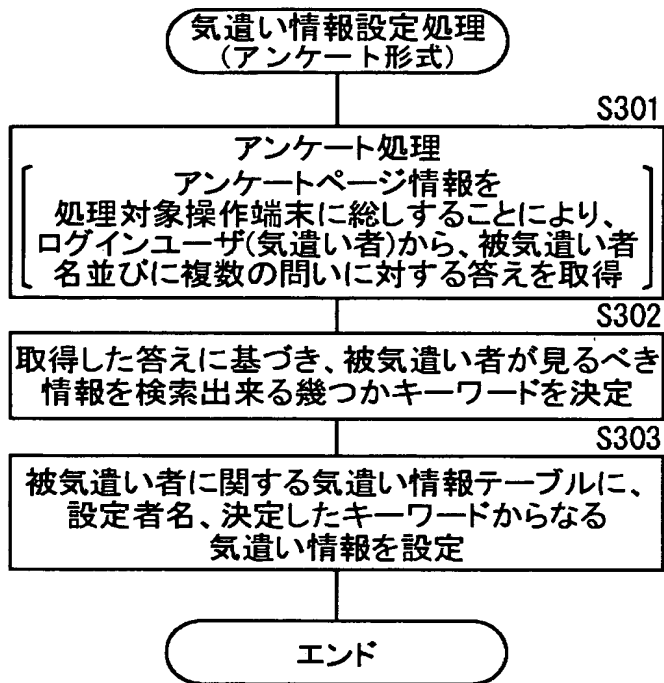 気遣い情報設定処理
(アンケート形式)
S301
アンケート処理
アンケートページ情報を
処理対象操作端末に総しすることにより、
ログインユーザ(気遣い者)から、被気遣い者
名並びに複数の問いに対する答えを取得
S302
取得した答えに基づき、被気遣い者が見るべき
情報を検索出来る幾つかキーワードを決定
S303
被気遣い者に関する気遣い情報テーブルに、
設定者名、決定したキーワードからなる
気遣い情報を設定
エンド